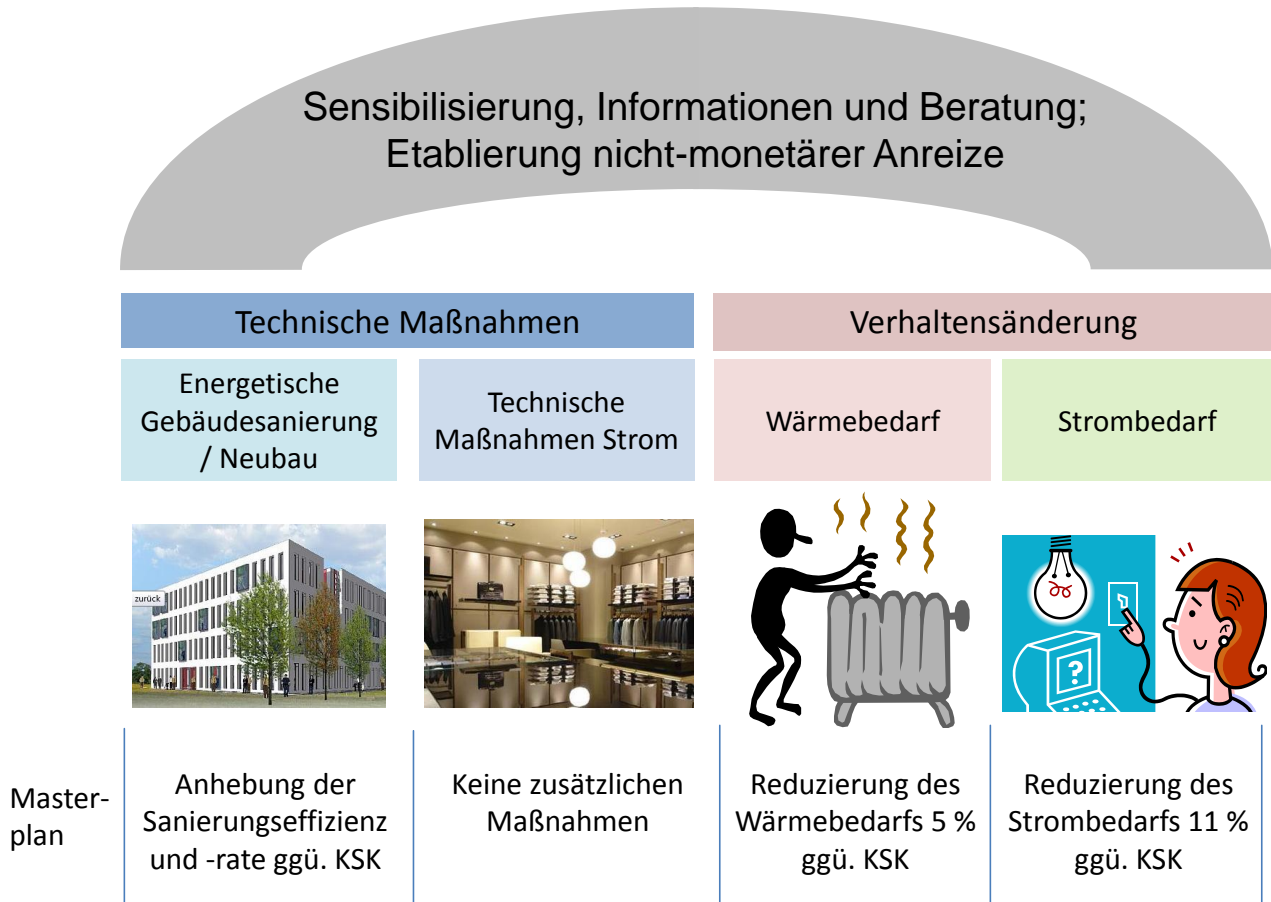 Sensibilisierung, Informationen und Beratung;
Etablierung nicht-monetärer Anreize
Technische Maßnahmen
Verhaltensänderung
Energetische
Gebäudesanierung
/ Neubau
Technische
Maßnahmen Strom
Wärmebedarf
Strombedarf
zurück
?
Master-
plan
Anhebung der
Sanierungseffizienz
und -rate ggü. KSK
Keine zusätzlichen
Maßnahmen
Reduzierung des
Wärmebedarfs 5 %
ggü. KSK
Reduzierung des
Strombedarfs 11 %
ggü. KSK